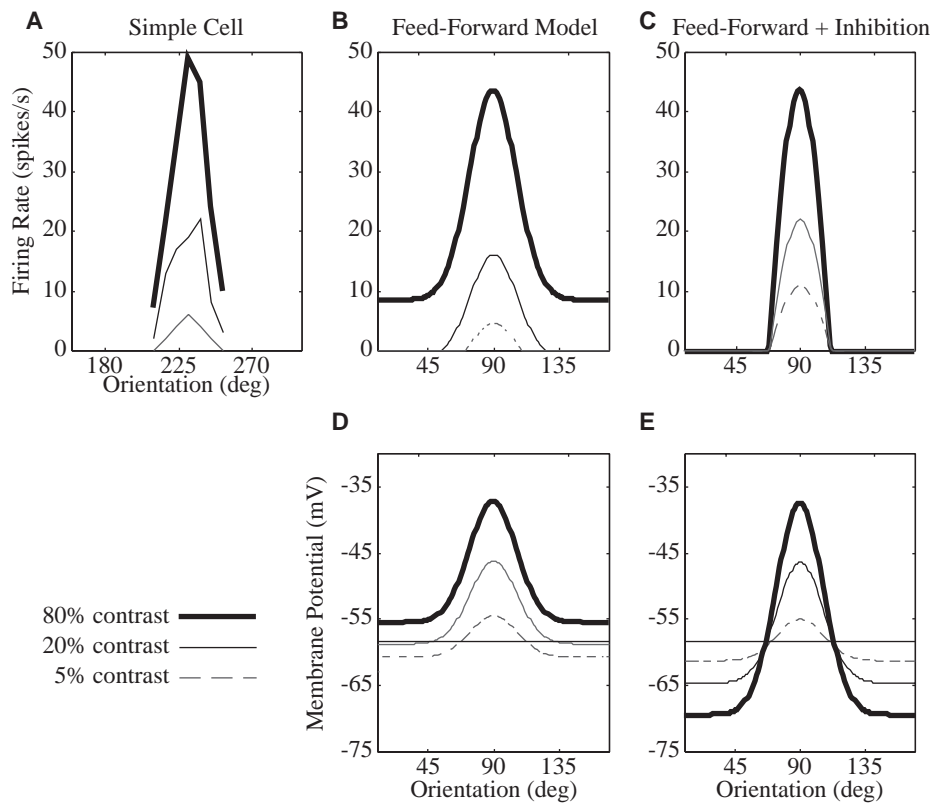 A
Simple Cell
B
Feed-Forward Model
C
Feed-Forward + Inhibition
Firing Rate (spikes/s)
50
40
30
20
10
0
180
225
270
Orientation (deg)
50
40
30
20
10
0
45
90
135
50
40
30
20
10
0
45
90
135
D
E
Membrane Potential (mV)
-35
-45
-55
-65
-75
45
90
135
Orientation (deg)
-35
-45
-55
-65
-75
45
90
135
Orientation (deg)
80% contrast
20% contrast
5% contrast